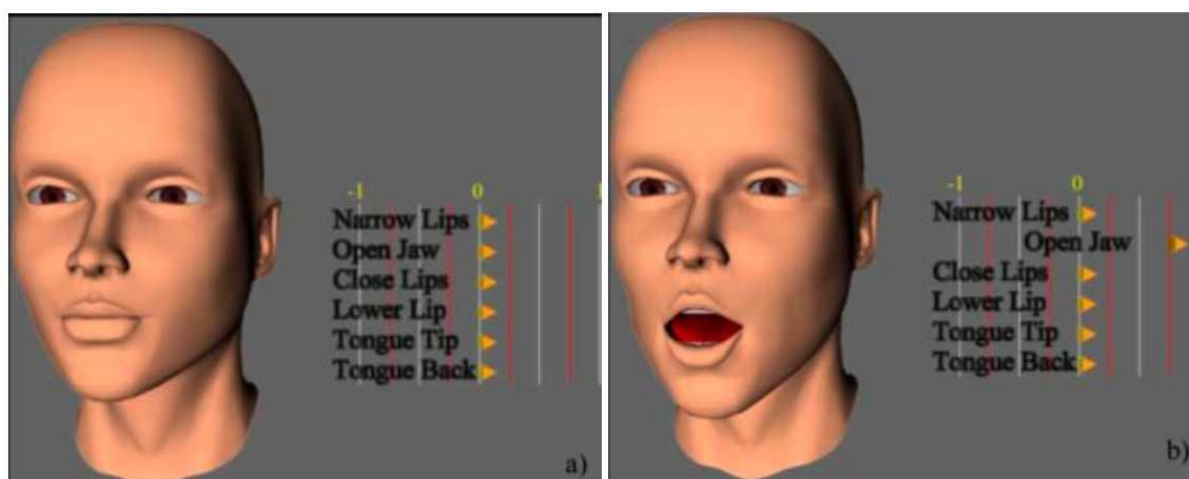 -1 0 1
Narrow Lips
Open Jaw
Close Lips
Lower Lip
Tongue Tip
Tongue Back
a)
-1 0
Narrow Lips
Open Jaw
Close Lips
Lower Lip
Tongue Tip
Tongue Back
b)